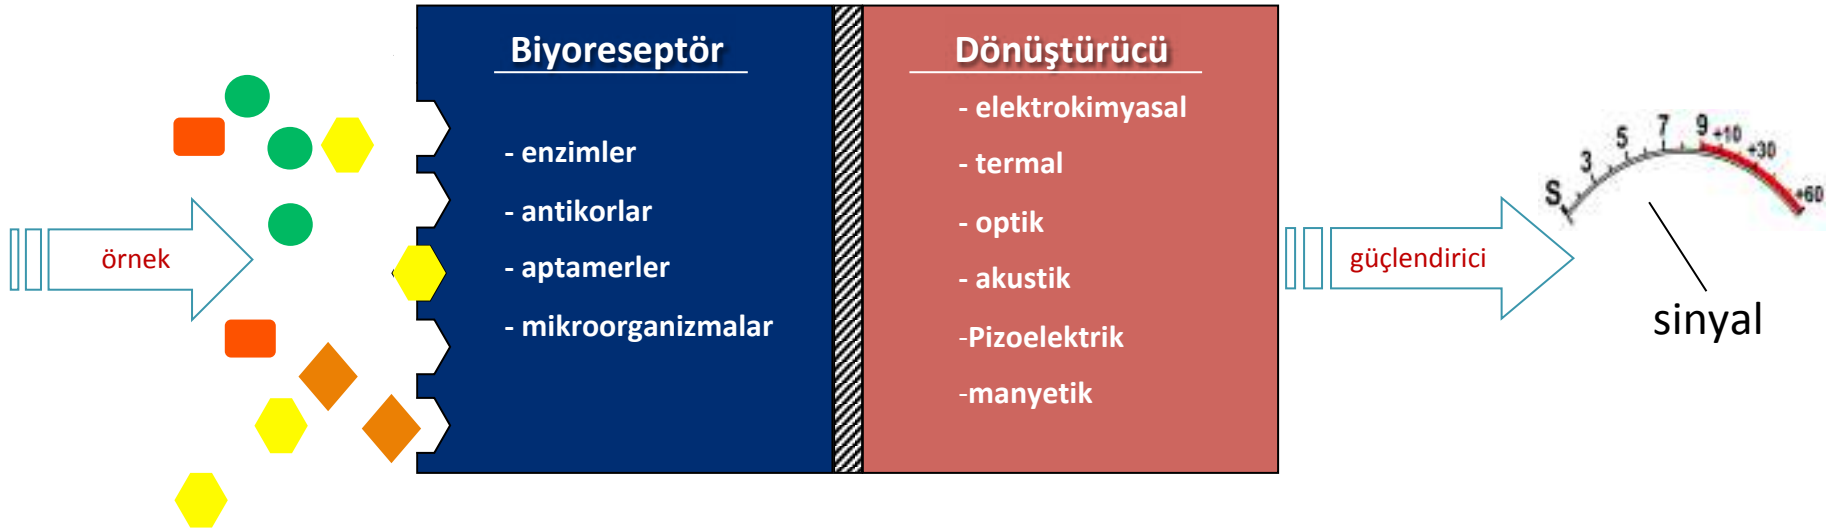 örnek
Biyoreseptör
- enzimler
- antikorlar
- aptamerler
- mikroorganizmalar
Dönüştürücü
- elektrokimyasal
- termal
- optik
- akustik
-Pizoelektrik
-manyetik
güçlendirici
S 3 5 7 9 +10 +30 +60
sinyal